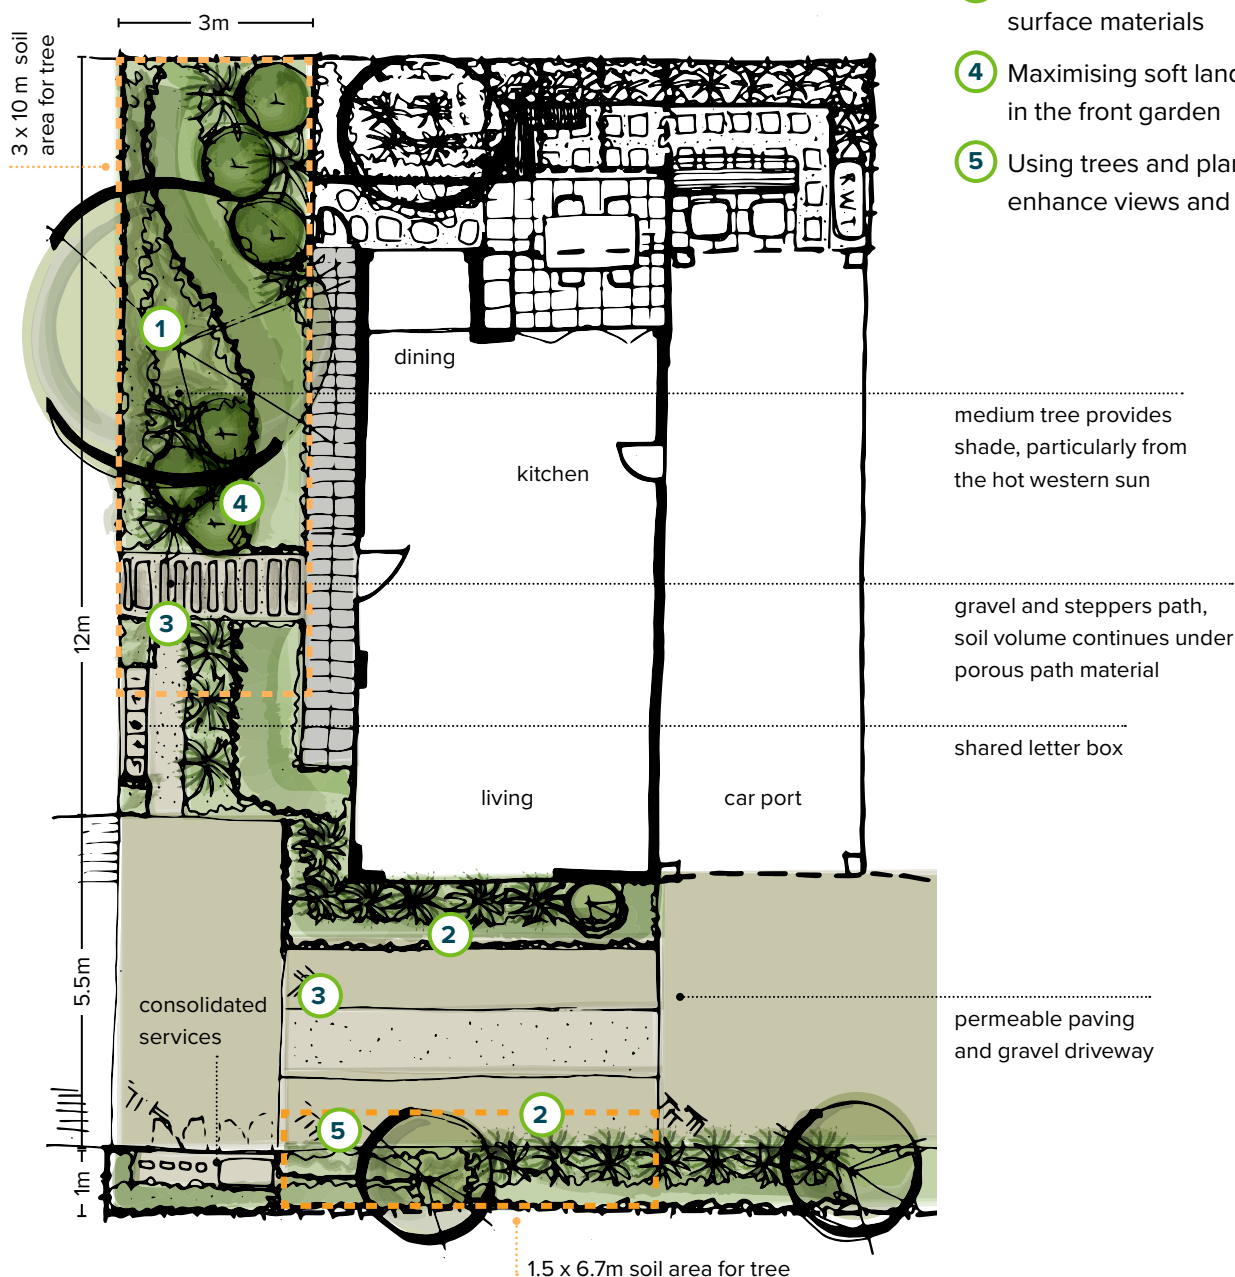 3m
3 x 10 m soil
area for tree
surface materials
4 Maximising soft
in the front garden
5 Using trees and
enhance views and
RWT
1
dining
medium tree provides
shade, particularly from
the hot western sun
kitchen
4
gravel and steppers path,
soil volume continues under
porous path material
3
12m
shared letter box
living
car port
2
5.5m
3
consolidated
services
permeable paving
and gravel driveway
2
5
1m
1.5 x 6.7m soil area for tree